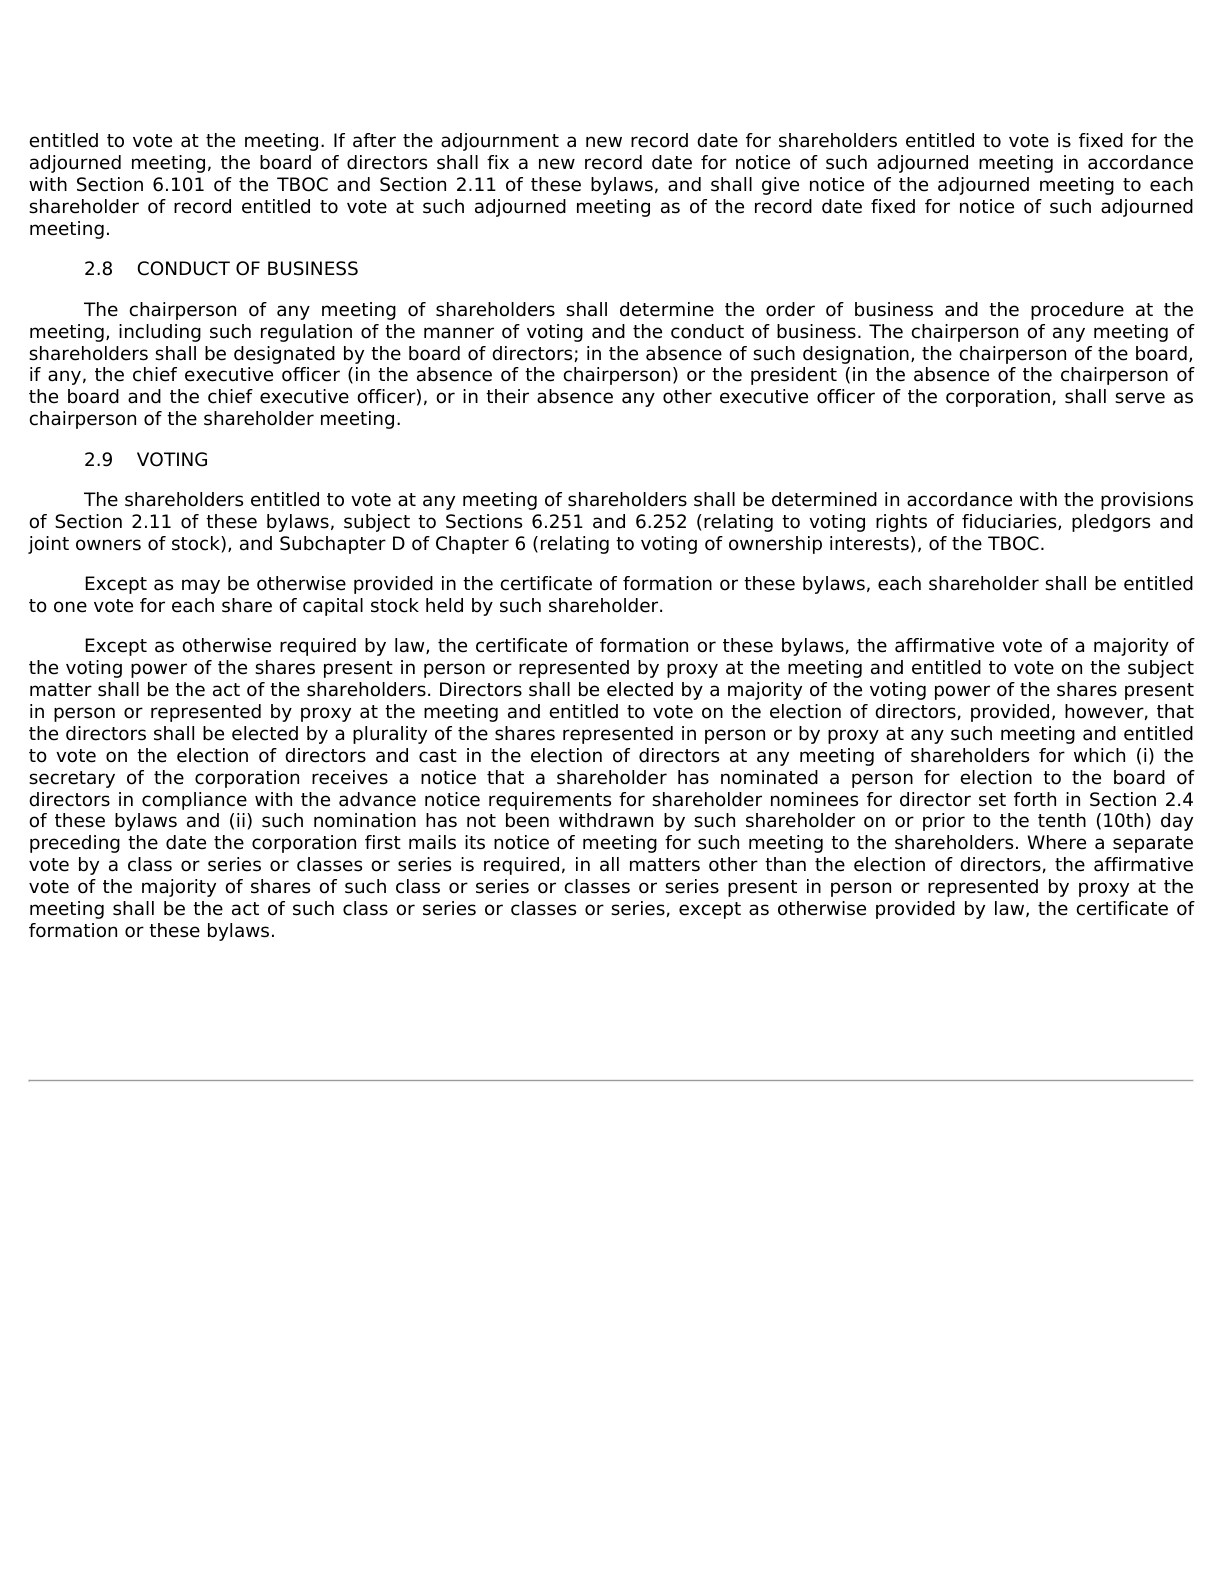 entitled to vote at the meeting. If after the adjournment a new record date for shareholders entitled to vote is fixed for the
adjourned meeting, the board of directors shall fix a new record date for notice of such adjourned meeting in accordance
with Section 6.101 of the TBOC and Section 2.11 of these bylaws, and shall give notice of the adjourned meeting to each
shareholder of record entitled to vote at such adjourned meeting as of the record date fixed for notice of such adjourned
meeting.
2.8 CONDUCT OF BUSINESS
The chairperson of any meeting of shareholders shall determine the order of business and the procedure at the
meeting, including such regulation of the manner of voting and the conduct of business. The chairperson of any meeting of
shareholders shall be designated by the board of directors; in the absence of such designation, the chairperson of the board,
if any, the chief executive officer (in the absence of the chairperson) or the president (in the absence of the chairperson of
the board and the chief executive officer), or in their absence any other executive officer of the corporation, shall serve as
chairperson of the shareholder meeting.
2.9 VOTING
The shareholders entitled to vote at any meeting of shareholders shall be determined in accordance with the provisions
of Section 2.11 of these bylaws, subject to Sections 6.251 and 6.252 (relating to voting rights of fiduciaries, pledgors and
joint owners of stock), and Subchapter D of Chapter 6 (relating to voting of ownership interests), of the TBOC.
Except as may be otherwise provided in the certificate of formation or these bylaws, each shareholder shall be entitled
to one vote for each share of capital stock held by such shareholder.
Except as otherwise required by law, the certificate of formation or these bylaws, the affirmative vote of a majority of
the voting power of the shares present in person or represented by proxy at the meeting and entitled to vote on the subject
matter shall be the act of the shareholders. Directors shall be elected by a majority of the voting power of the shares present
in person or represented by proxy at the meeting and entitled to vote on the election of directors, provided, however, that
the directors shall be elected by a plurality of the shares represented in person or by proxy at any such meeting and entitled
to vote on the election of directors and cast in the election of directors at any meeting of shareholders for which (i) the
secretary of the corporation receives a notice that a shareholder has nominated a person for election to the board of
directors in compliance with the advance notice requirements for shareholder nominees for director set forth in Section 2.4
of these bylaws and (ii) such nomination has not been withdrawn by such shareholder on or prior to the tenth (10th) day
preceding the date the corporation first mails its notice of meeting for such meeting to the shareholders. Where a separate
vote by a class or series or classes or series is required, in all matters other than the election of directors, the affirmative
vote of the majority of shares of such class or series or classes or series present in person or represented by proxy at the
meeting shall be the act of such class or series or classes or series, except as otherwise provided by law, the certificate of
formation or these bylaws.